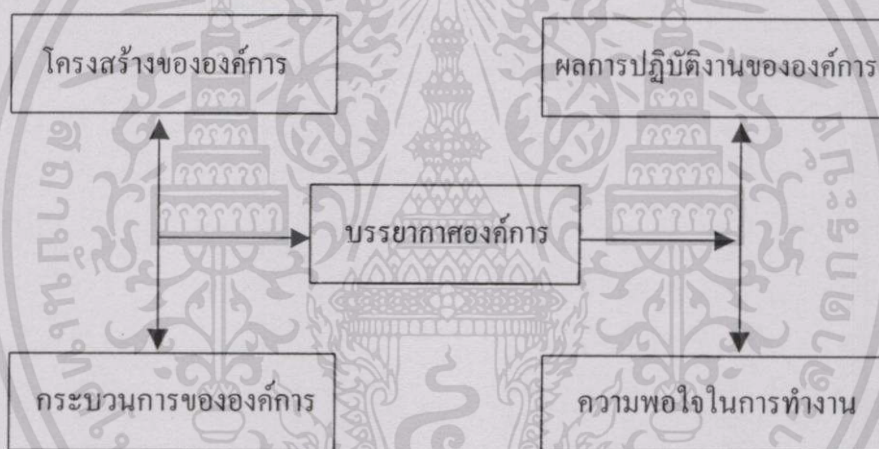 โครงสร้างขององค์การ
ผลการปฏิบัติงานขององค์การ
บรรยากาศองค์การ
กระบวนการขององค์การ
ความพอใจในการทำงาน